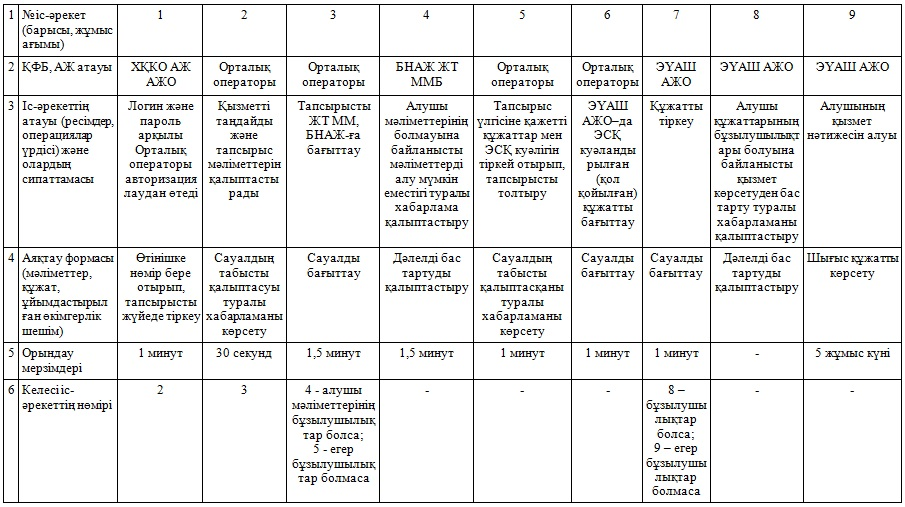 1 №іс-әрекет (барысы, жұмыс ағымы) 1 2 3 4 5 6 7 8 9
2 ҚФБ, АЖ атауы ХҚКО АЖ АЖО Орталық операторы Орталық операторы БНАЖ ЖТ ММБ Орталық операторы Орталық операторы ЭҮАШ АЖО ЭҮАШ АЖО ЭҮАШ АЖО
3 Іс-әрекеттің атауы (ресімдер, операциялар үрдісі) және олардың сипаттамасы
Логин және пароль арқылы Орталық операторы авторизация лаудан өтеді
Қызметті таңдайды және тапсырыс мәліметтерін қалыптасты рады
Тапсырысты ЖТ ММ, БНАЖ-ға бағыттау
Алушы мәліметтерінің болмауына байланысты мәліметтерді алу мүмкін еместігі туралы хабарлама қалыптастыру
Тапсырыс үлгісіне қажетті құжаттар мен ЭСҚ куәлігін тіркей отырып, тапсырысты толтыру
ЭҮАШ АЖО–да ЭСҚ куәланды рылған (қол қойылған) құжатты бағыттау
Құжатты тіркеу
Алушы құжаттарының бұзылушылықт ары болуына байланысты қызмет көрсетуден бас тарту туралы хабарламаны қалыптастыру
Алушының қызмет нәтижесін алуы
4 Аяқтау формасы (мәліметтер, құжат, ұйымдастырыл ған өкімгерлік шешім)
Өтінішке нөмір бере отырып, тапсырысты жүйеде тіркеу
Сауалдың табысты қалыптасуы туралы хабарламаны көрсету
Сауалды бағыттау
Дәлелді бас тартуды қалыптастыру
Сауалдың табысты қалыптасқаны туралы хабарламаны көрсету
Сауалды бағыттау
Сауалды бағыттау
Дәлелді бас тартуды қалыптастыру
Шығыс құжатты көрсету
5 Орындау мерзімдері 1 минут 30 секунд 1,5 минут 1,5 минут 1 минут 1 минут 1 минут - 5 жұмыс күні
6 Келесі іс-әрекеттің нөмірі 2 3
4 - алушы мәліметтерінің бұзылушылық тар болса; 5 - егер бұзылушылық тар болмаса
- - -
8 – бұзылушы лықтар болса; 9 – егер бұзылушы лықтар болмаса
- -